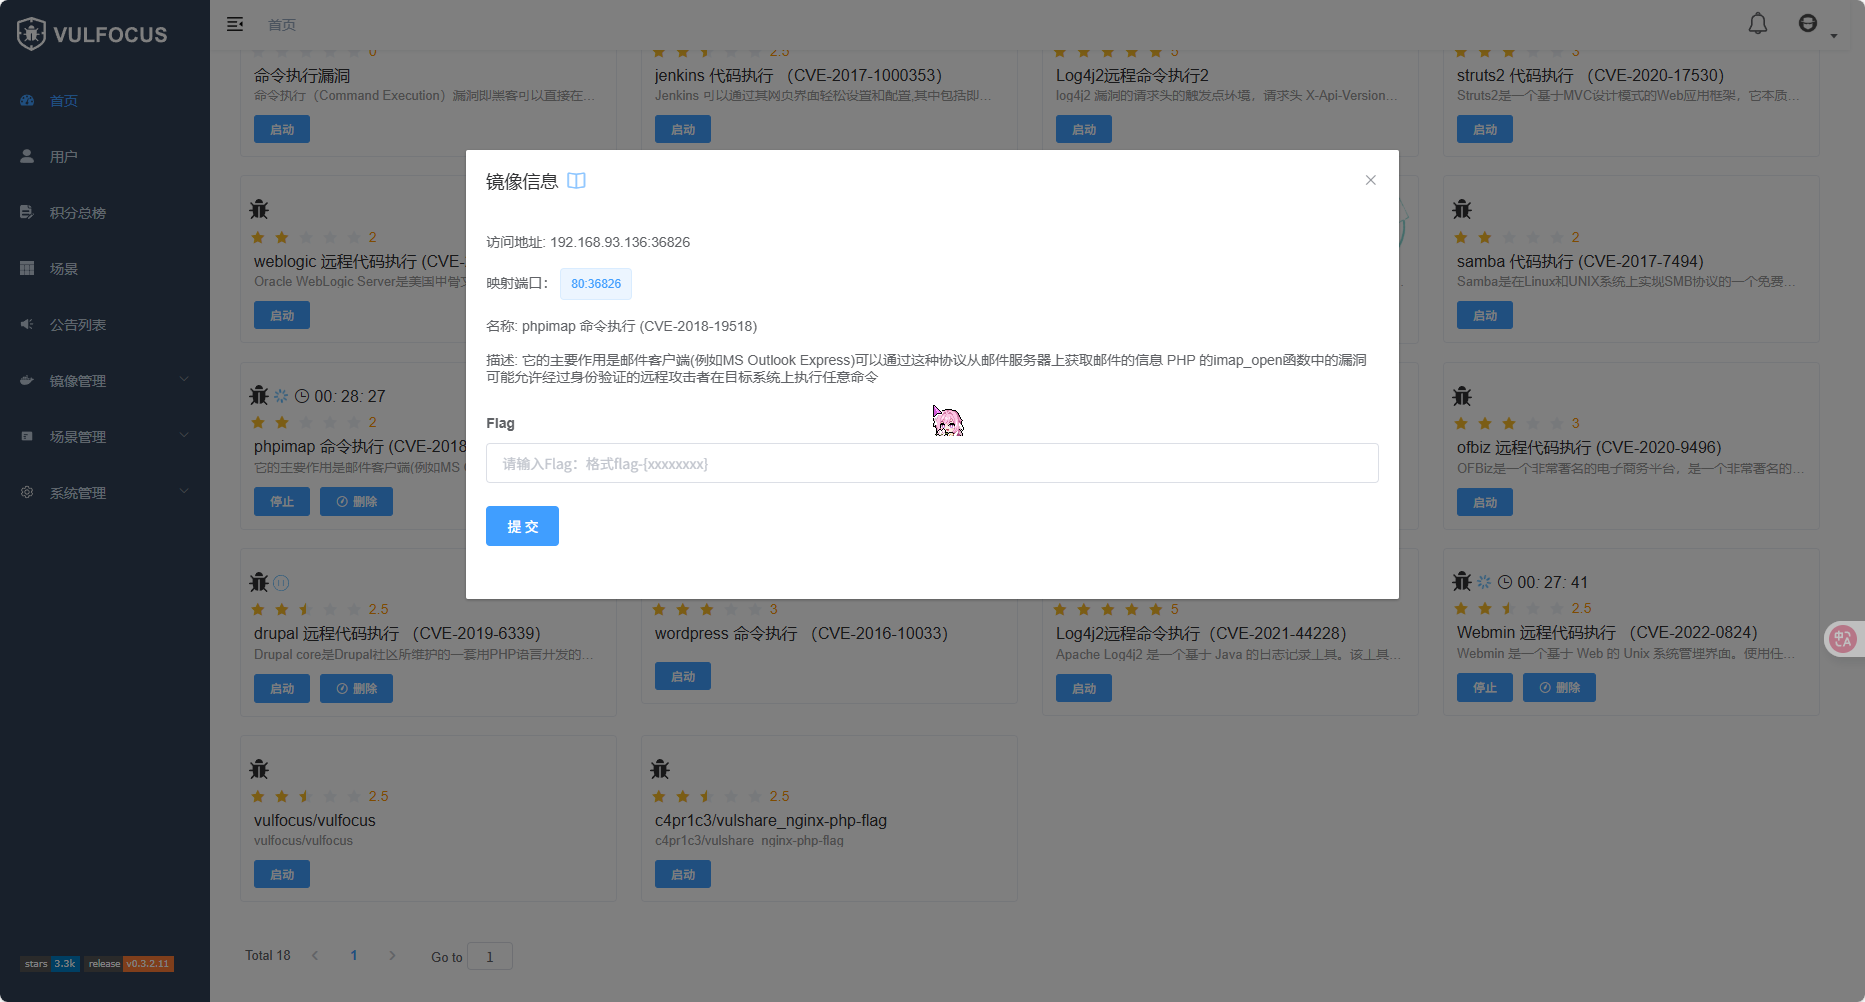 VULFOCUS
首页
首页
用户
积分总榜
场景
公告列表
镜像管理
场景管理
系统管理
stars 3.3k release v0.3.2.11
命令执行漏洞
命令执行（Command Execution）漏洞即黑客可以直接在...
启动
2.5
jenkins 代码执行 （CVE-2017-1000353）
Jenkins 可以通过其网页界面轻松设置和配置,其中包括即...
启动
5
Log4j2远程命令执行2
log4j2 漏洞的请求头的触发点环境，请求头 X-Api-Version...
启动
3
struts2 代码执行 （CVE-2020-17530）
Struts2是一个基于MVC设计模式的Web应用框架，它本质...
启动
2
weblogic 远程代码执行 (CVE-
Oracle WebLogic Server是美国甲骨文
启动
2
samba 代码执行 (CVE-2017-7494)
Samba是在Linux和UNIX系统上实现SMB协议的一个免费...
启动
00: 28: 27
2
phpimap 命令执行 (CVE-2018
它的主要作用是邮件客户端(例如MS
停止
删除
3
ofbiz 远程代码执行 (CVE-2020-9496)
OFBiz是一个非常著名的电子商务平台，是一个非常著名的...
启动
镜像信息
访问地址: 192.168.93.136:36826
映射端口： 80:36826
名称: phpimap 命令执行 (CVE-2018-19518)
描述: 它的主要作用是邮件客户端(例如MS Outlook Express)可以通过这种协议从邮件服务器上获取邮件的信息 PHP 的imap_open函数中的漏洞
可能允许经过身份验证的远程攻击者在目标系统上执行任意命令
Flag
请输入Flag：格式flag-{xxxxxxxx}
提 交
2.5
drupal 远程代码执行 （CVE-2019-6339）
Drupal core是Drupal社区所维护的一套用PHP语言开发的...
启动
删除
3
wordpress 命令执行 （CVE-2016-10033）
启动
5
Log4j2远程命令执行（CVE-2021-44228）
Apache Log4j2 是一个基于 Java 的日志记录工具。该工具...
启动
00: 27: 41
2.5
Webmin 远程代码执行 （CVE-2022-0824）
Webmin 是一个基于 Web 的 Unix 系统管理界面。使用任...
停止
删除
2.5
vulfocus/vulfocus
vulfocus/vulfocus
启动
2.5
c4pr1c3/vulshare_nginx-php-flag
c4pr1c3/vulshare_nginx-php-flag
启动
Total 18
1
Go to 1